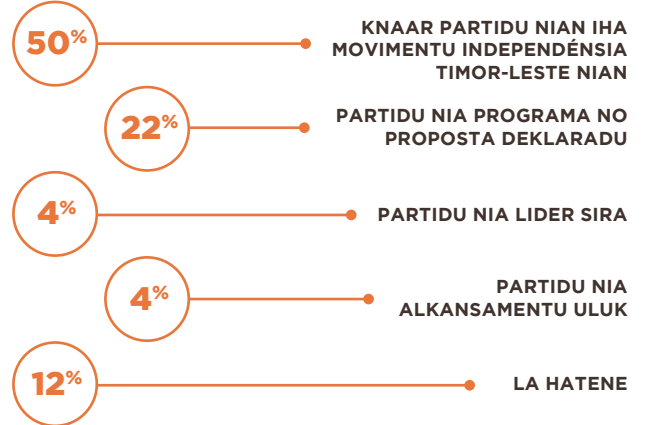 50%
KNAAR PARTIDU NIAN IHA
MOVIMENTU INDEPENDÉNSIA
TIMOR-LESTE NIAN
22%
PARTIDU NIA PROGRAMA NO
PROPOSTA DEKLARADU
4%
PARTIDU NIA LIDER SIRA
4%
PARTIDU NIA
ALKANSAMENTU ULUK
12%
LA HATENE